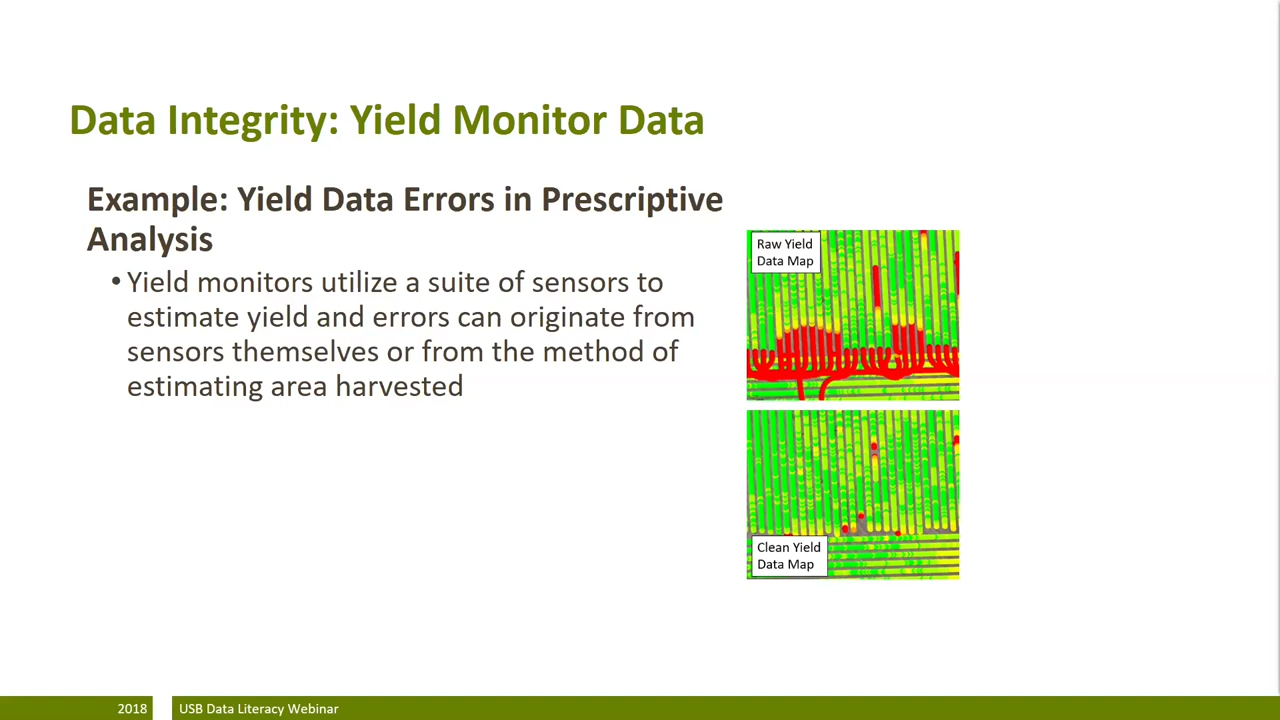 Data Integrity: Yield Monitor Data
Example: Yield Data Errors in Prescriptive
Analysis
• Yield monitors utilize a suite of sensors to
estimate yield and errors can originate from
sensors themselves or from the method of
estimating area harvested
Raw Yield
Data Map
Clean Yield
Data Map
2018
USB Data Literacy Webinar